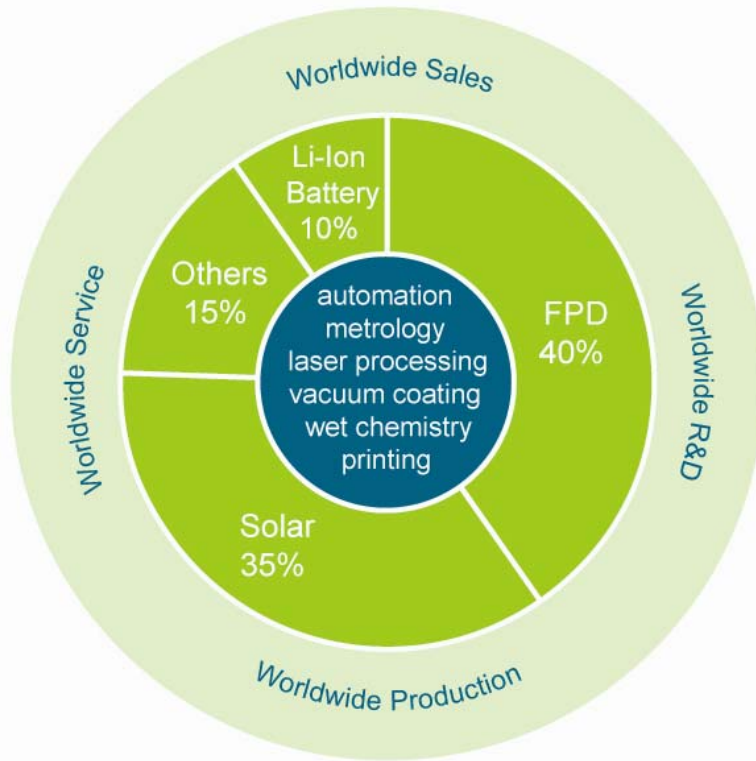 Worldwide Sales
Li-Ion
Battery
10%
Others
15%
FPD
40%
automation
metrology
laser processing
vacuum coating
wet chemistry
printing
Solar
35%
Worldwide Service
Worldwide R&D
Worldwide Production